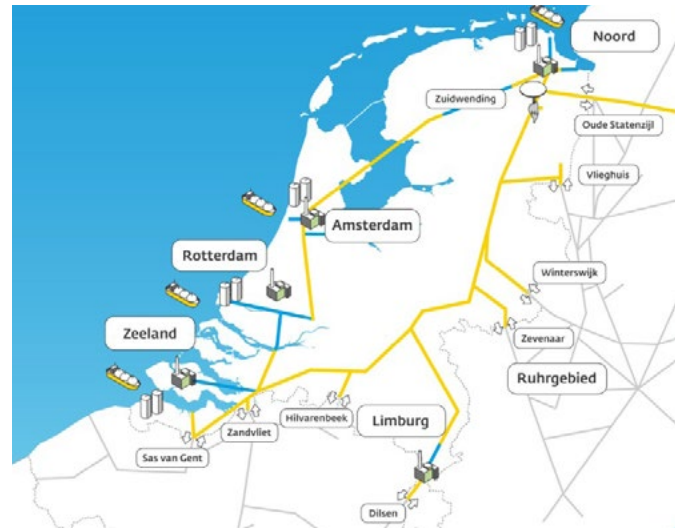 Noord
Zuidwending
Oude Statenzijl
Vlieghuis
Amsterdam
Rotterdam
Winterswijk
Zeeland
Zevenaar
Ruhrgebied
Hilvarenbeek
Limburg
Zandvliet
Sas van Gent
Dilsen